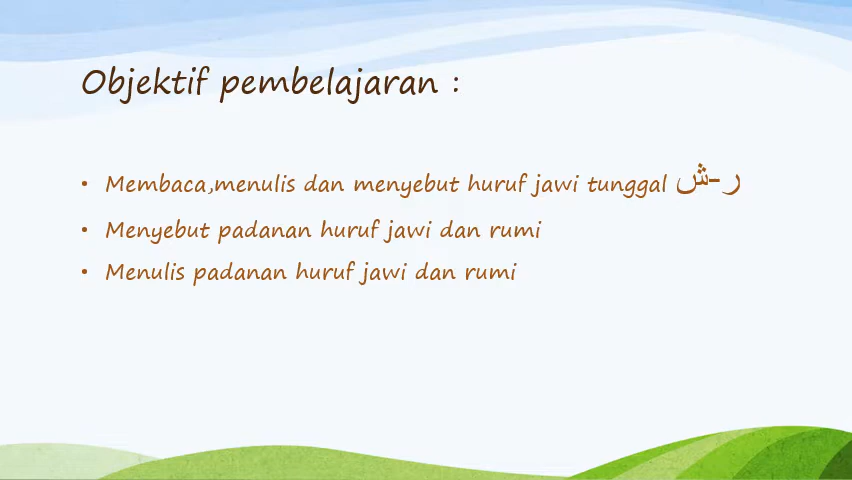 Objektif pembelajaran :
• Membaca,menulis dan menyebut huruf jawi tunggal ر-ش
• Menyebut padanan huruf jawi dan rumi
• Menulis padanan huruf jawi dan rumi